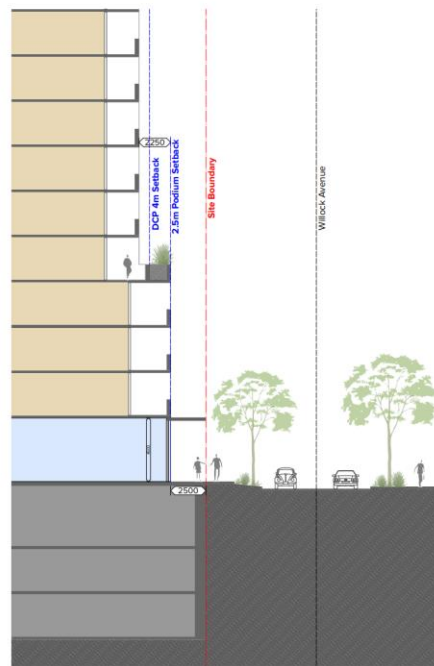 2250
DCP 4m Setback
2.5m Podium Setback
Site Boundary
Willock Avenue
2500